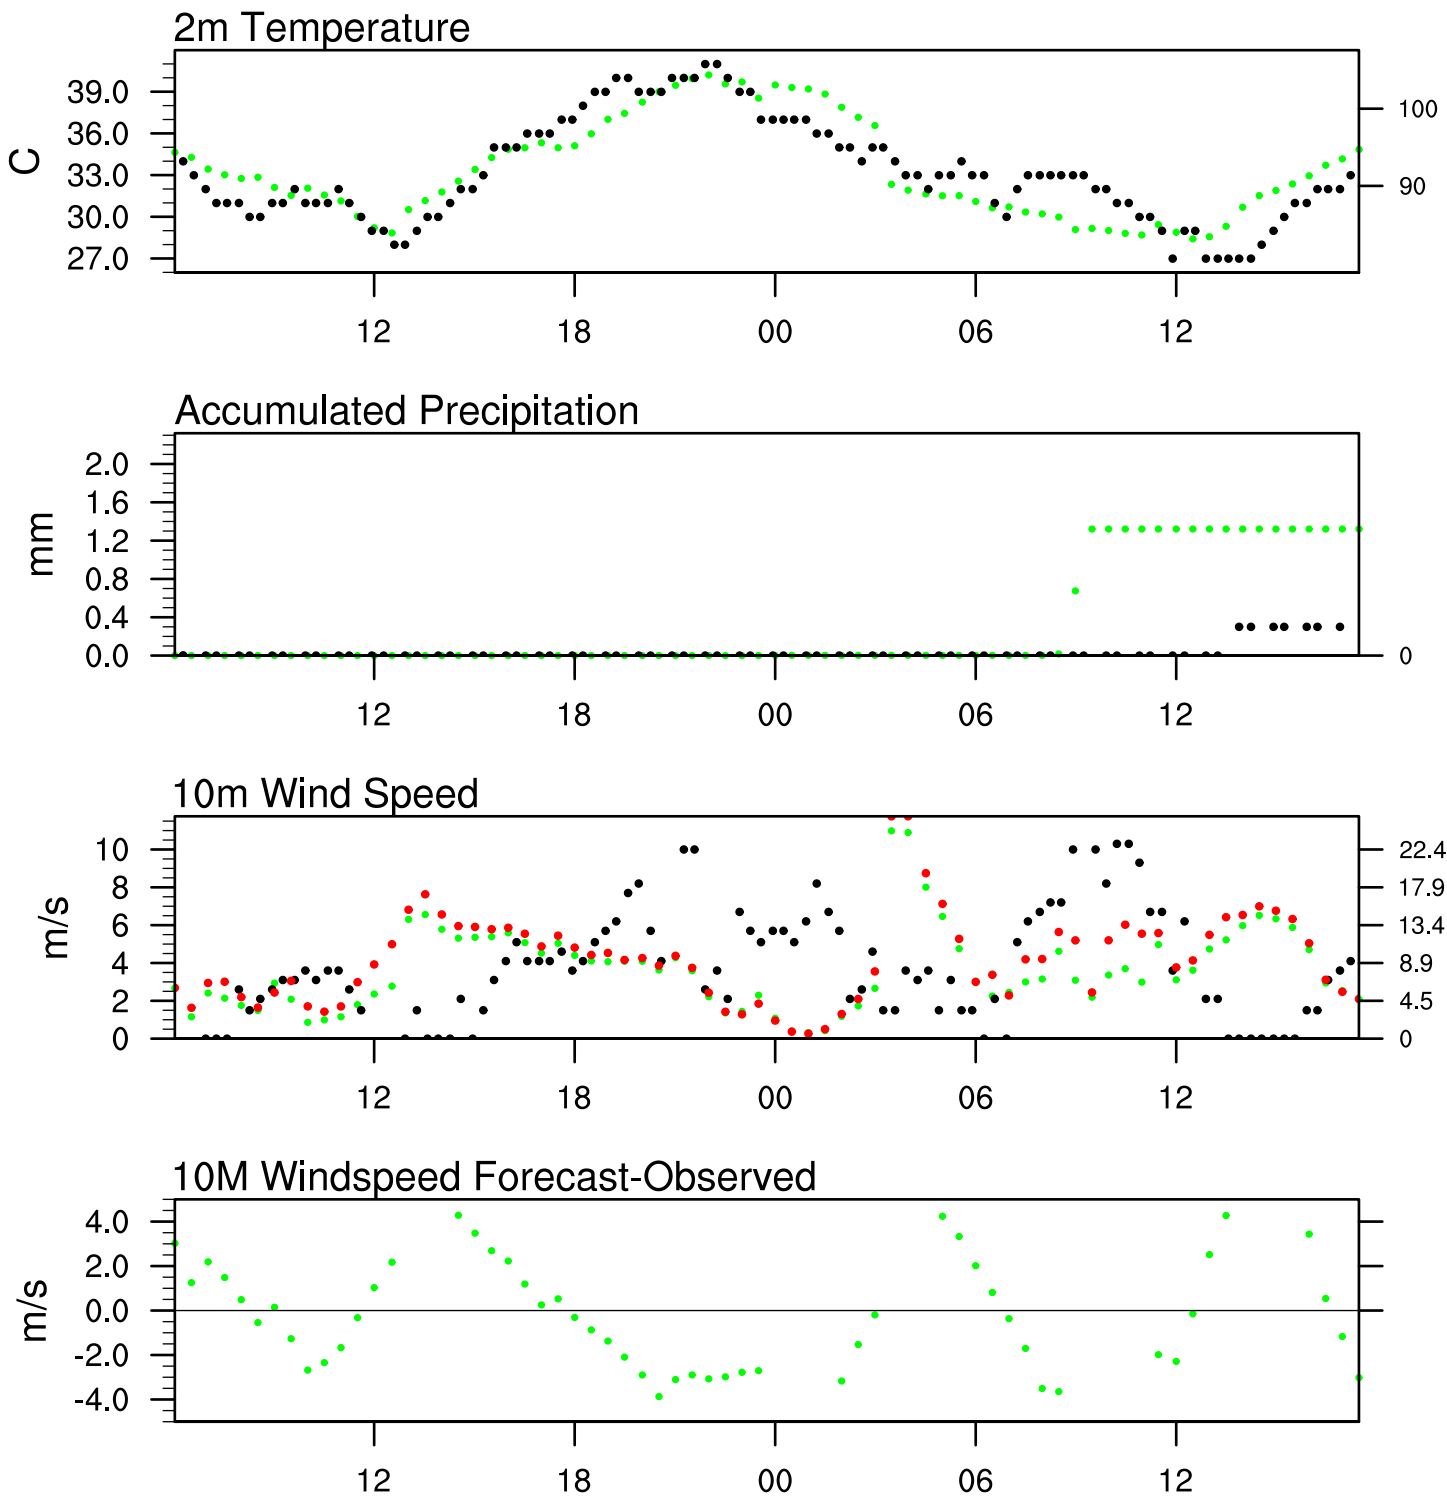 2m Temperature
C
39.0
36.0
33.0
30.0
27.0
100
90
12 18 00 06 12
Accumulated Precipitation
mm
2.0
1.6
1.2
0.8
0.4
0.0
0
12 18 00 06 12
10m Wind Speed
m/s
10
8
6
4
2
0
22.4
17.9
13.4
8.9
4.5
0
12 18 00 06 12
10M Windspeed Forecast-Observed
m/s
4.0
2.0
0.0
-2.0
-4.0
12 18 00 06 12